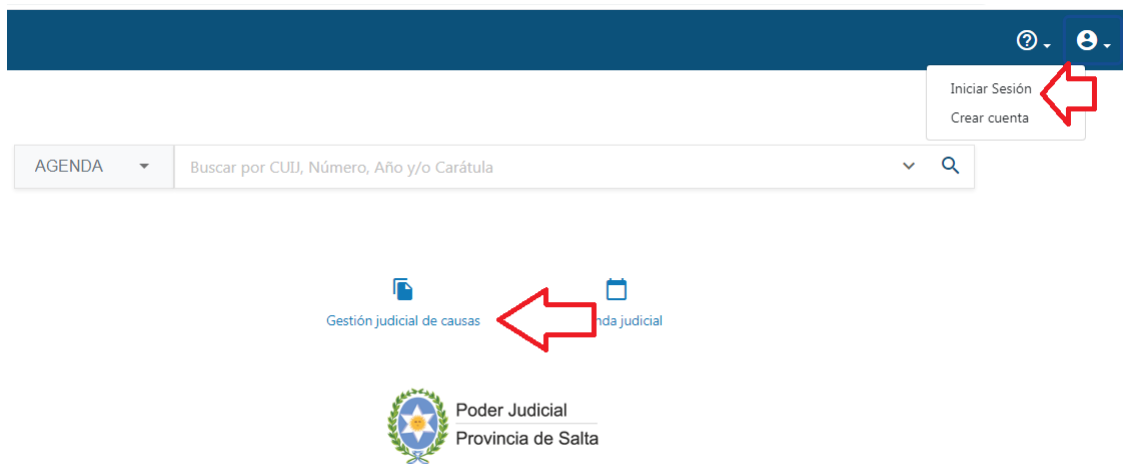 Iniciar Sesión
Crear cuenta
AGENDA
Buscar por CUIJ, Número, Año y/o Carátula
Gestión judicial de causas
judicial
Poder Judicial
Provincia de Salta